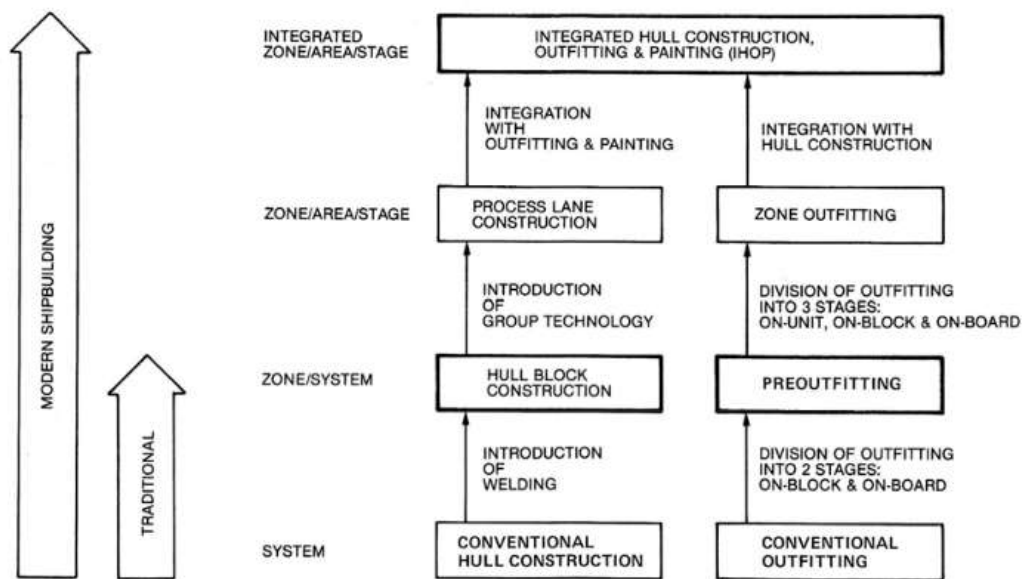 INTEGRATED
ZONE/AREA/STAGE
INTEGRATED HULL CONSTRUCTION,
OUTFITTING & PAINTING (IHOP)
INTEGRATION
WITH
OUTFITTING & PAINTING
INTEGRATION WITH
HULL CONSTRUCTION
ZONE/AREA/STAGE
PROCESS LANE
CONSTRUCTION
ZONE OUTFITTING
INTRODUCTION
OF
GROUP TECHNOLOGY
DIVISION OF OUTFITTING
INTO 3 STAGES:
ON-UNIT, ON-BLOCK & ON-BOARD
ZONE/SYSTEM
HULL BLOCK
CONSTRUCTION
PREOUTFITTING
INTRODUCTION
OF
WELDING
DIVISION OF OUTFITTING
INTO 2 STAGES:
ON-BLOCK & ON-BOARD
SYSTEM
CONVENTIONAL
HULL CONSTRUCTION
CONVENTIONAL
OUTFITTING
MODERN SHIPBUILDING
TRADITIONAL